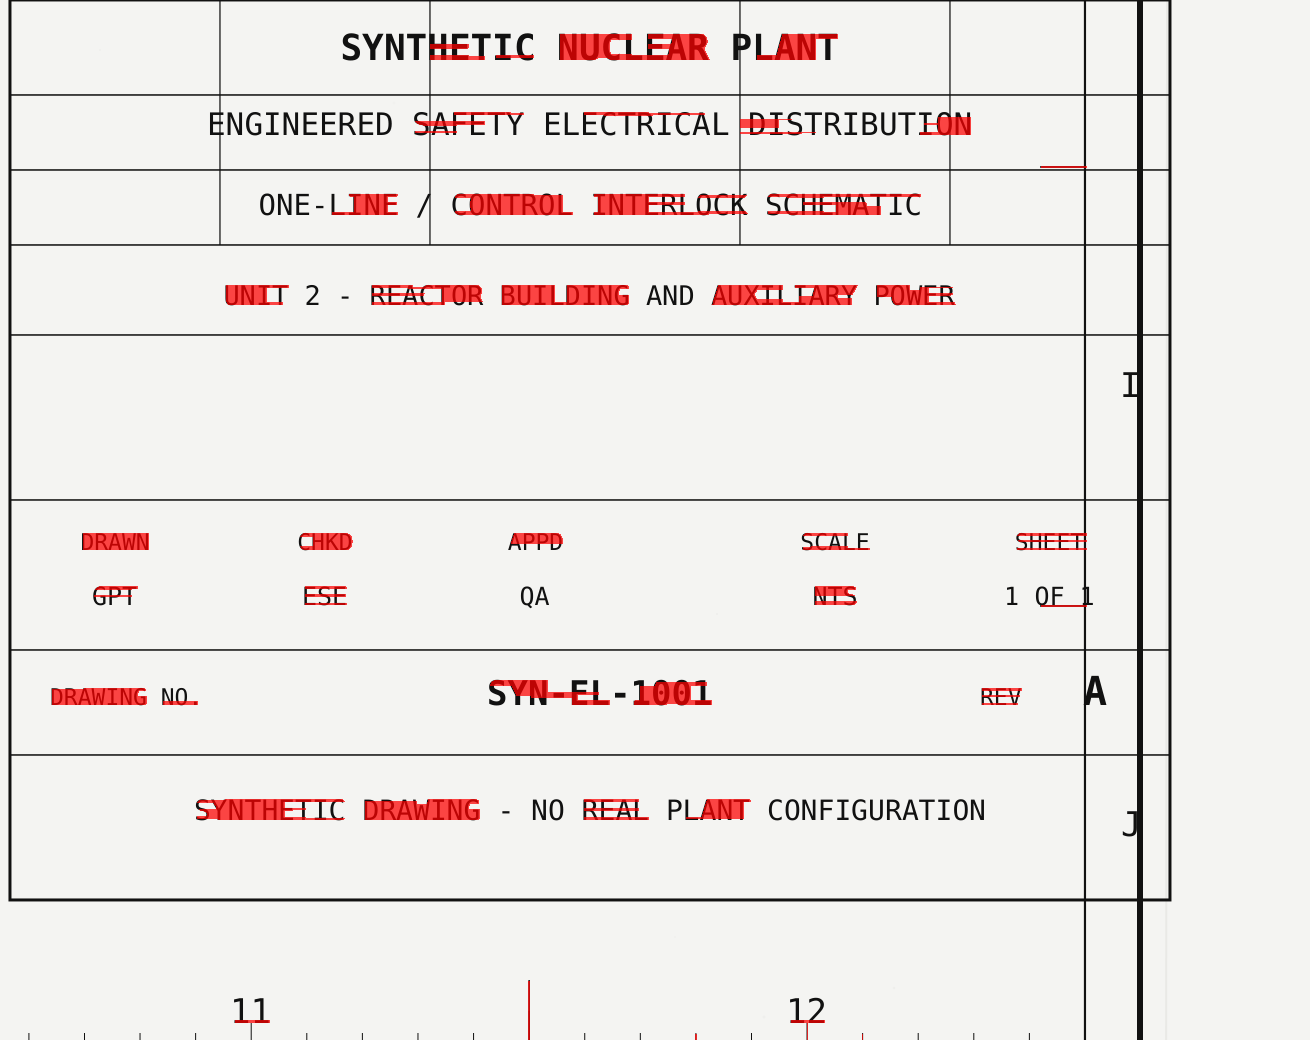 SYNTHETIC NUCLEAR PLANT
ENGINEERED SAFETY ELECTRICAL DISTRIBUTION
ONE-LINE / CONTROL INTERLOCK SCHEMATIC
UNIT 2 - REACTOR BUILDING AND AUXILIARY POWER
I
DRAWN CHKD APPD SCALE SHEET
GPT ESE QA NTS 1 OF 1
DRAWING NO. SYN-EL-1001 REV A
SYNTHETIC DRAWING - NO REAL PLANT CONFIGURATION
J
11 12